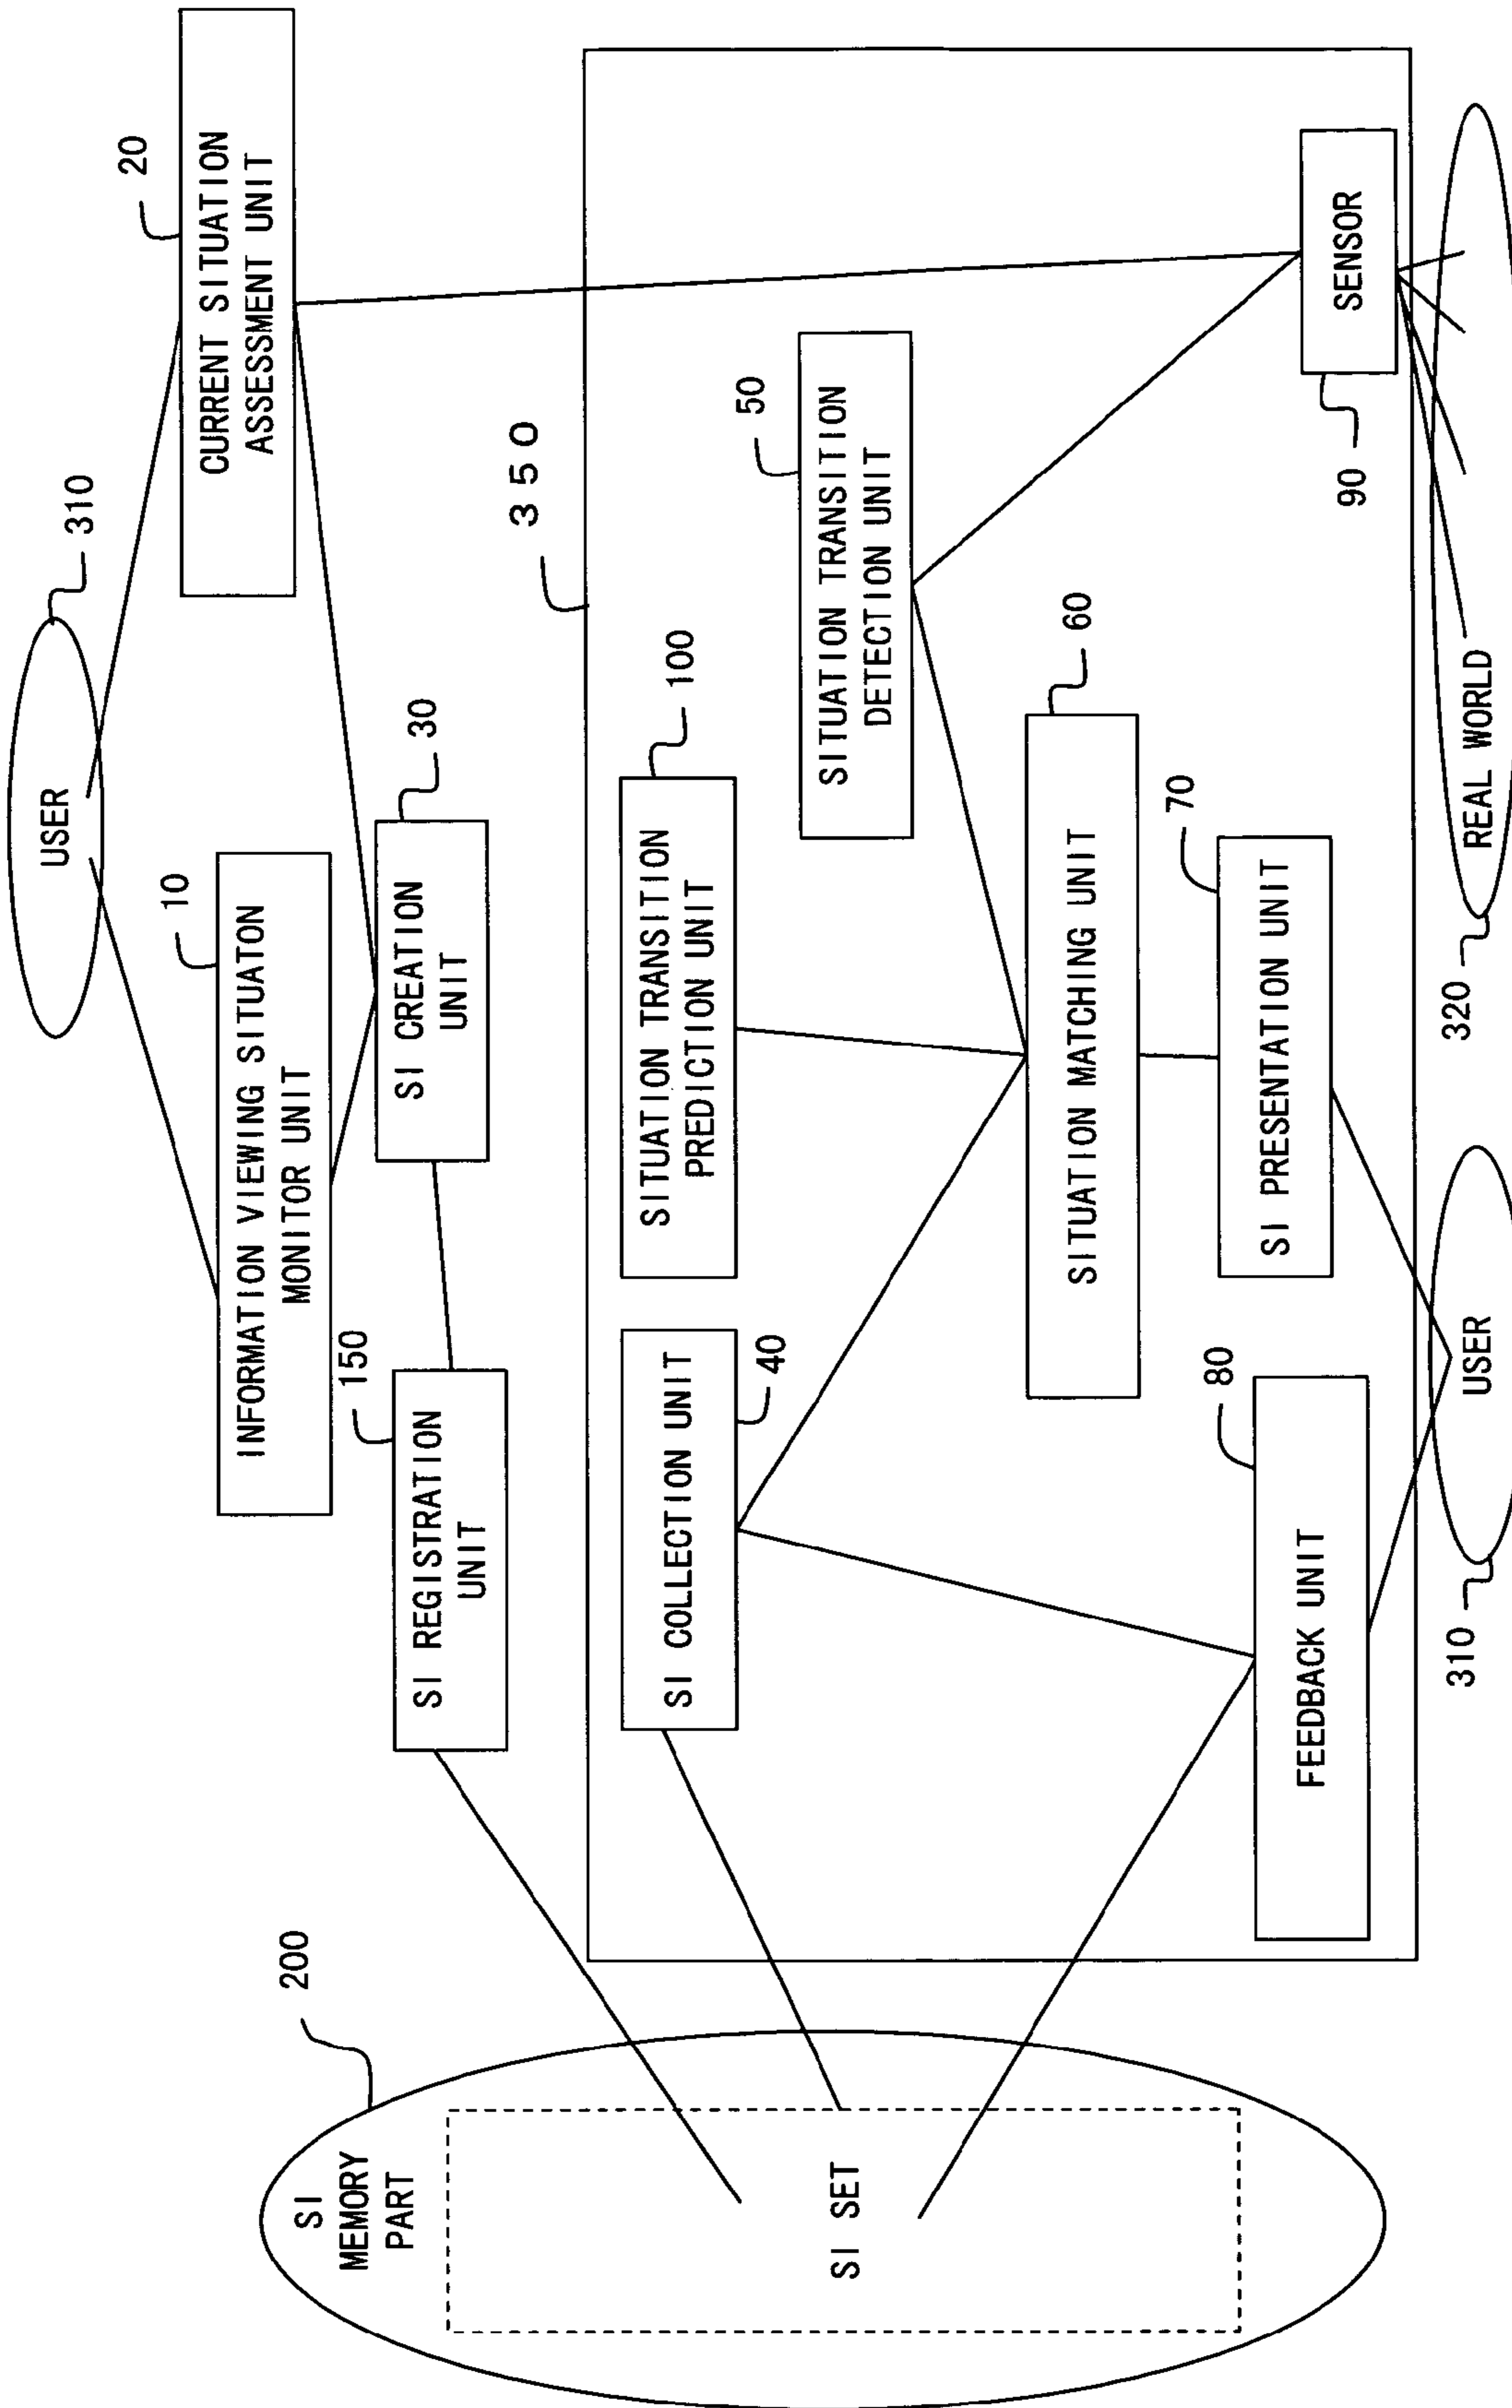 USER
310
20
CURRENT SITUATION
ASSESSMENT UNIT
10
INFORMATION VIEWING SITUATON
MONITOR UNIT
30
SI CREATION
UNIT
150
SI REGISTRATION
UNIT
200
SI
MEMORY
PART
SI SET
350
100
SITUATION TRANSITION
PREDICTION UNIT
SI COLLECTION UNIT
40
50
SITUATION TRANSITION
DETECTION UNIT
60
SITUATION MATCHING UNIT
70
SI PRESENTATION UNIT
80
FEEDBACK UNIT
SENSOR
90
USER
310
REAL WORLD
320